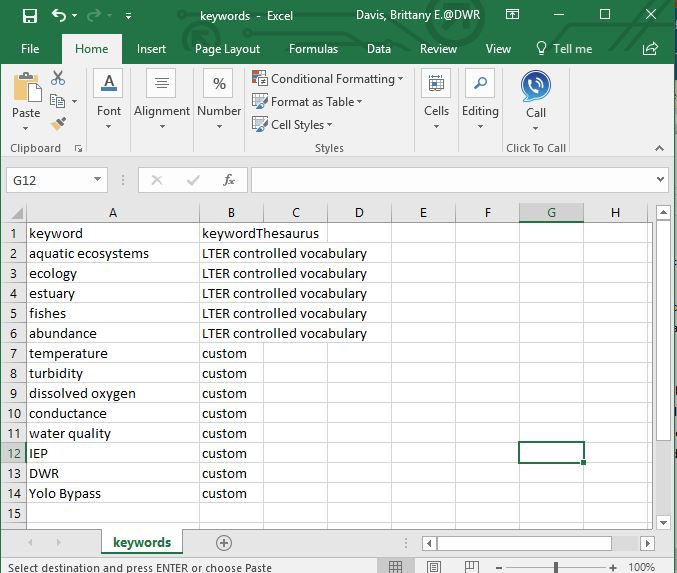 keywords - Excel
Davis, Brittany E.@DWR
File Home Insert Page Layout Formulas Data Review View Tell me
Paste
Font
Alignment
%
Number
Conditional Formatting
Format as Table
Cell Styles
Cells
Editing
Call
Clipboard
Styles
Click To Call
G12
fx
A B C D E F G H
1 keyword keywordThesaurus
2 aquatic ecosystems LTER controlled vocabulary
3 ecology LTER controlled vocabulary
4 estuary LTER controlled vocabulary
5 fishes LTER controlled vocabulary
6 abundance LTER controlled vocabulary
7 temperature custom
8 turbidity custom
9 dissolved oxygen custom
10 conductance custom
11 water quality custom
12 IEP custom
13 DWR custom
14 Yolo Bypass custom
15
keywords
Select destination and press ENTER or choose Paste
100%